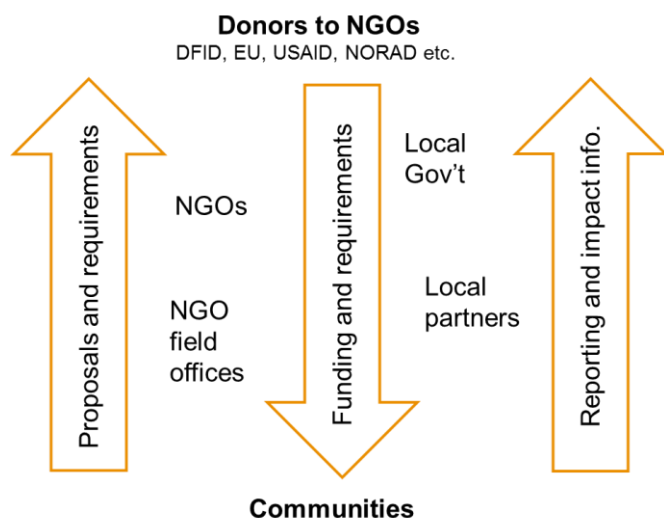 Donors to NGOs
DFID, EU, USAID, NORAD etc.
Proposals and requirements
NGOs
NGO
field
offices
Funding and requirements
Local
Gov't
Local
partners
Reporting and impact info.
Communities